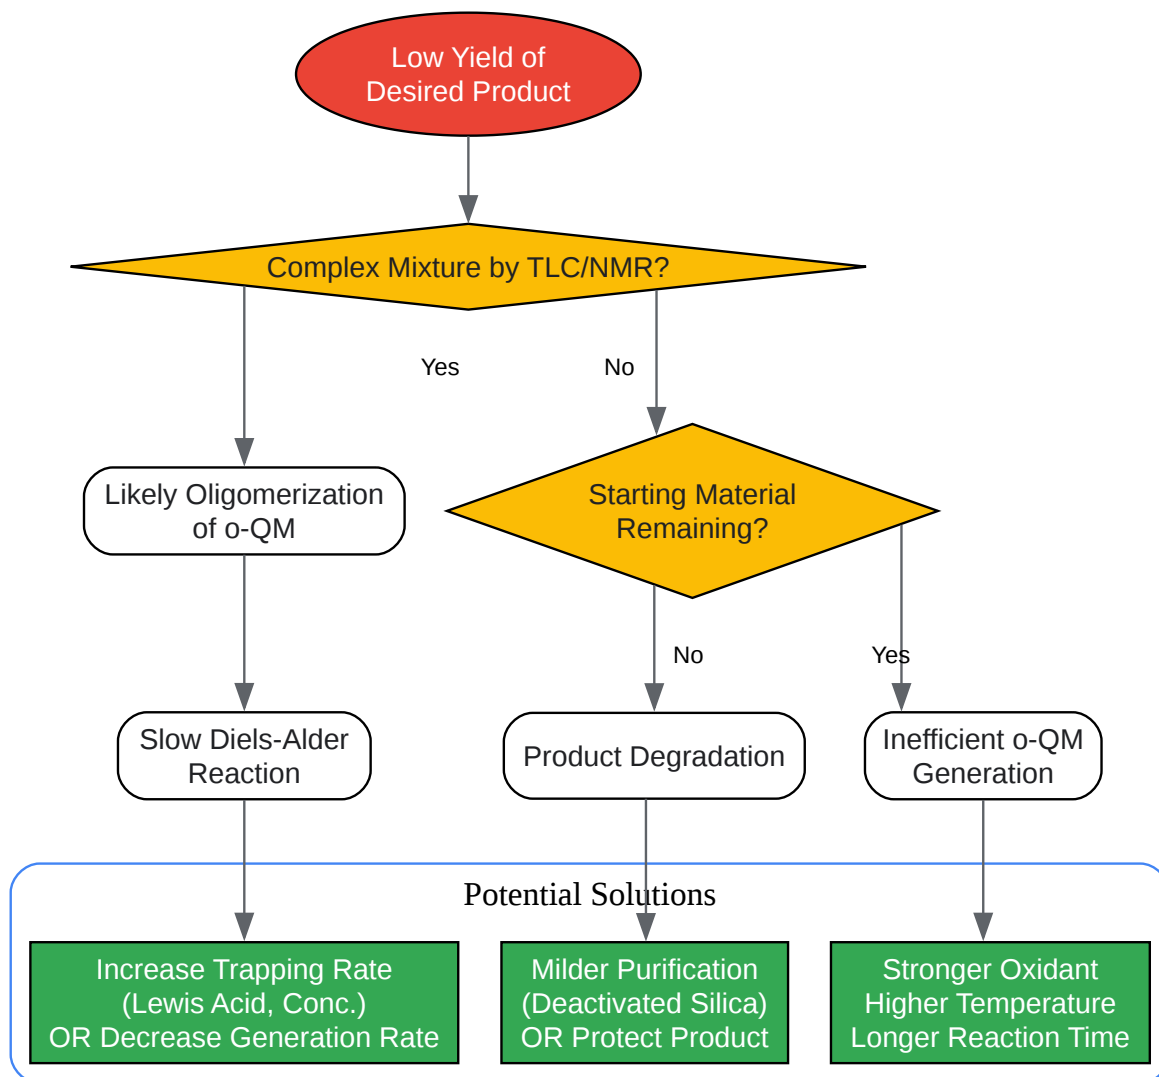 Low Yield of
Desired Product
Complex Mixture by TLC/NMR?
Yes
No
Likely Oligomerization
of o-QM
Starting Material
Remaining?
No
Yes
Slow Diels-Alder
Reaction
Product Degradation
Inefficient o-QM
Generation
Potential Solutions
Increase Trapping Rate
(Lewis Acid, Conc.)
OR Decrease Generation Rate
Milder Purification
(Deactivated Silica)
OR Protect Product
Stronger Oxidant
Higher Temperature
Longer Reaction Time